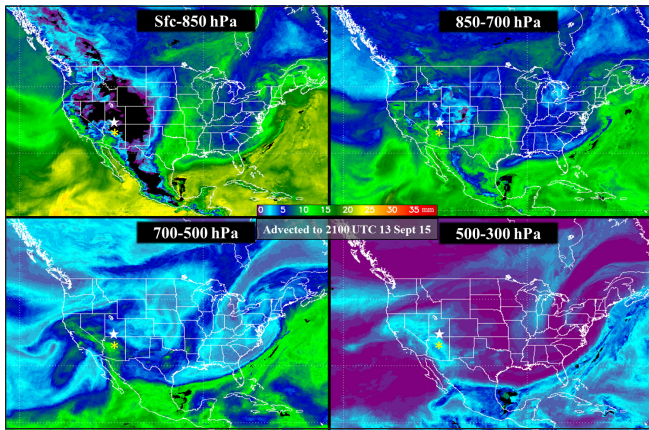 Sfc-850 hPa
850-700 hPa
0 5 10 15 20 25 30 35 mm
Advected to 2100 UTC 13 Sept 15
700-500 hPa
500-300 hPa